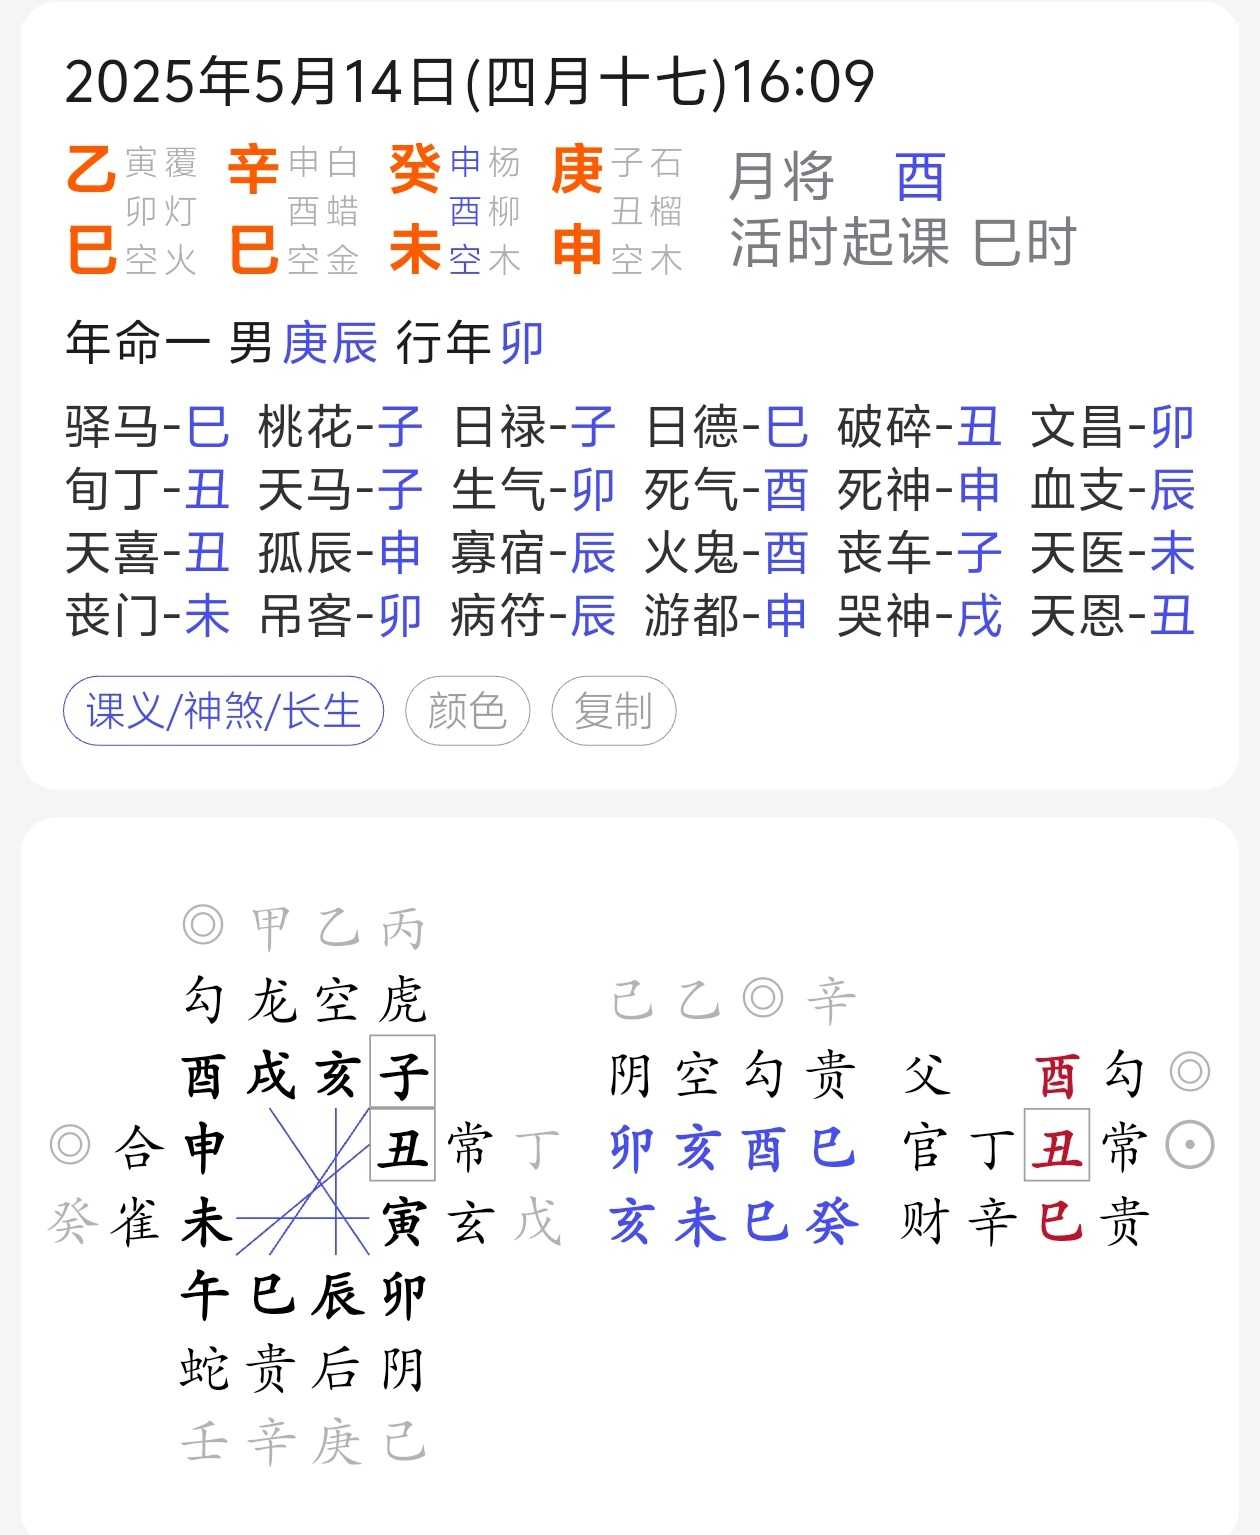 2025年5月14日(四月十七)16:09
乙 寅覆 辛 申白 癸 申杨 庚 子石 月将 酉
卯灯 酉蜡 酉柳 丑榴
巳 空火 巳 空金 未 空木 申 空木 活时起课 巳时
年命一 男庚辰 行年卯
驿马-巳 桃花-子 日禄-子 日德-巳 破碎-丑 文昌-卯
旬丁-丑 天马-子 生气-卯 死气-酉 死神-申 血支-辰
天喜-丑 孤辰-申 寡宿-辰 火鬼-酉 丧车-子 天医-未
丧门-未 吊客-卯 病符-辰 游都-申 哭神-戌 天恩-丑
课义/神煞/长生 颜色 复制
◎ 甲 乙 丙
勾 龙 空 虎
酉 戌 亥 子
◎ 合 申 丑 常 丁
癸 雀 未 寅 玄 戊
午 巳 辰 卯
蛇 贵 后 阴
壬 辛 庚 己
己 乙 ◎ 辛
阴 空 勾 贵
卯 亥 酉 巳
亥 未 巳 癸
父 酉 勾 ◎
官 丁 丑 常 ⊙
财 辛 巳 贵